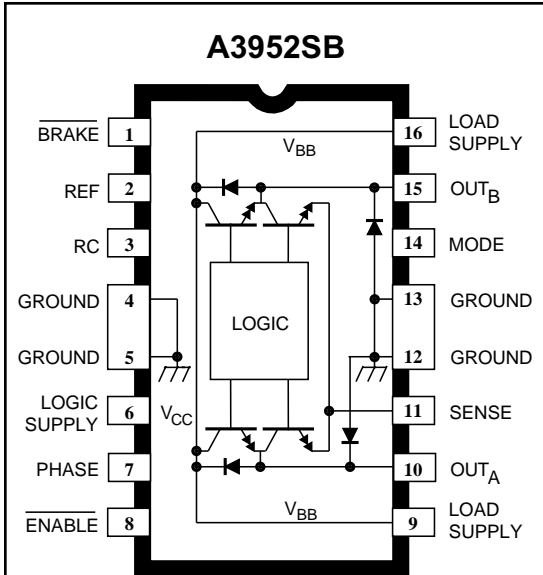 A3952SB
BRAKE 1
REF 2
RC 3
GROUND 4
GROUND 5
LOGIC
SUPPLY 6
PHASE 7
ENABLE 8
V_BB
LOGIC
V_CC
V_BB
16 LOAD
SUPPLY
15 OUT_B
14 MODE
13 GROUND
12 GROUND
11 SENSE
10 OUT_A
9 LOAD
SUPPLY